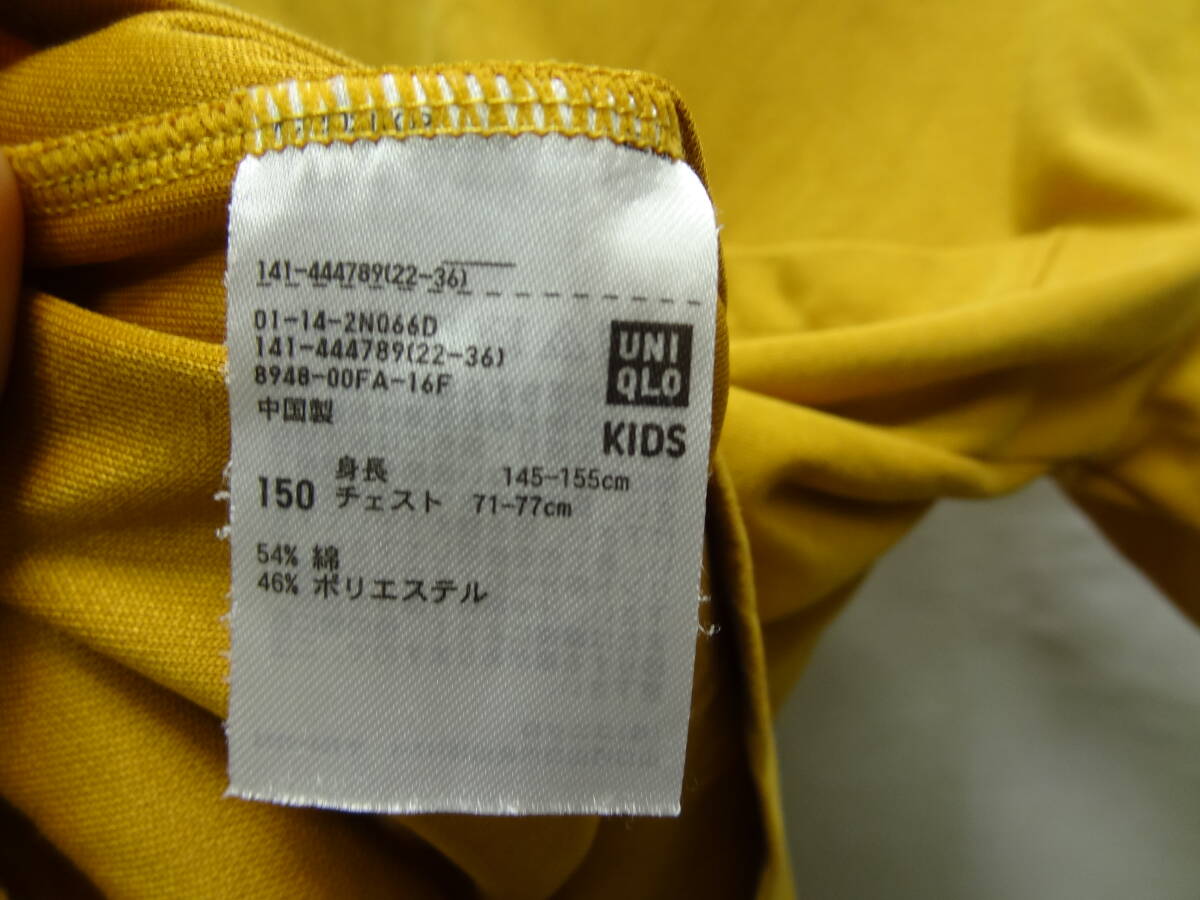 141-444789(22-36)
01-14-2N066D
141-444789(22-36)
8948-00FA-16F
中国製
UNI
QLO
KIDS
身長 145-155cm
150 チェスト 71-77cm
54% 綿
46% ポリエステル